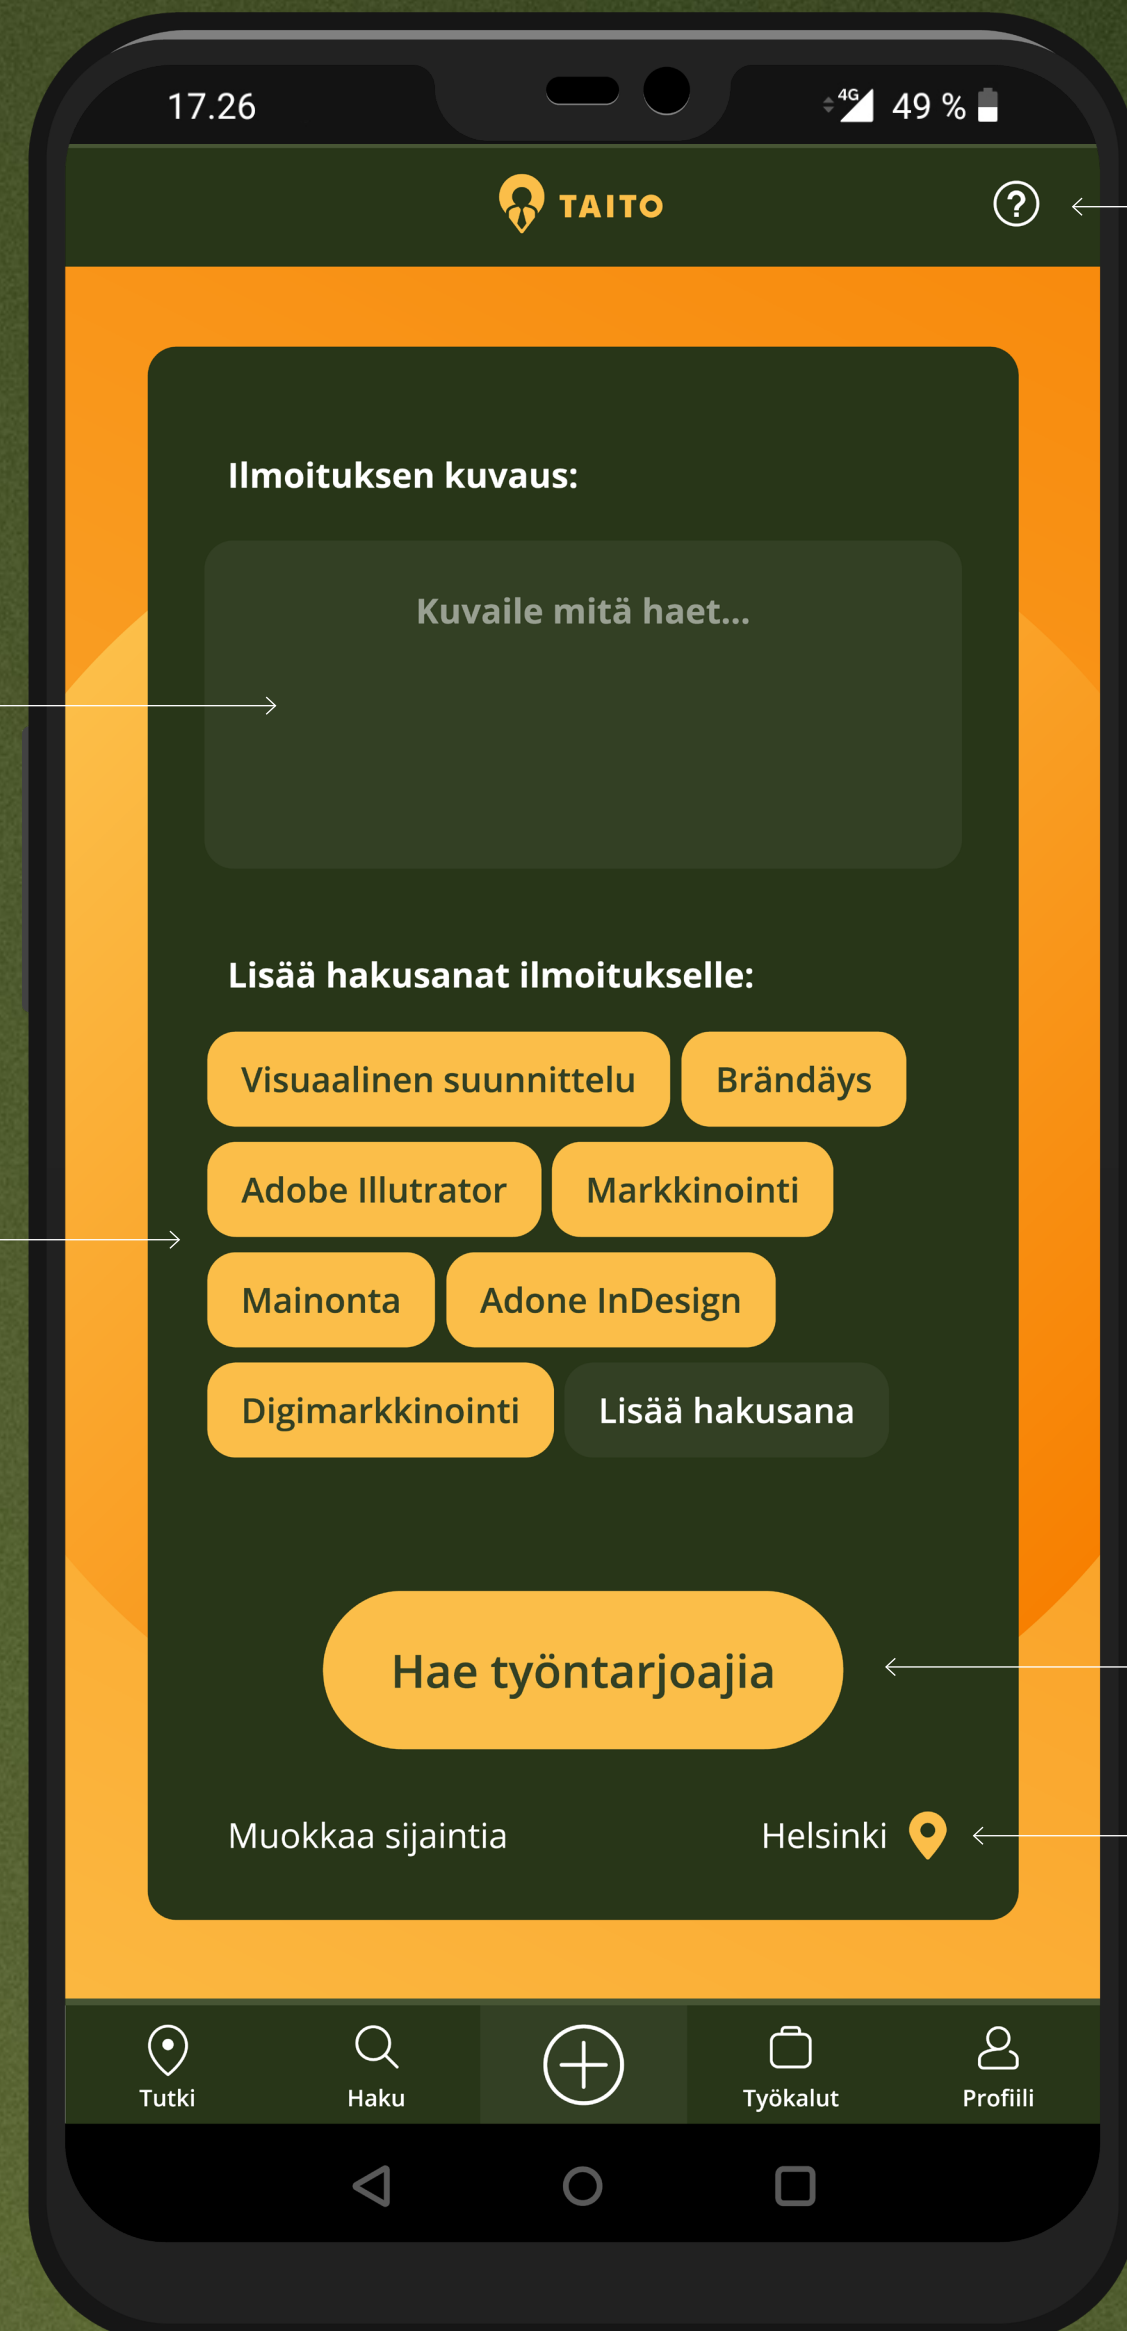 17.26
4G 49 %
TAITO
?
Ilmoituksen kuvaus:
Kuvaile mitä haet...
Lisää hakusanat ilmoitukselle:
Visuaalinen suunnittelu Brändäys
Adobe Illutrator Markkinointi
Mainonta Adone InDesign
Digimarkkinointi Lisää hakusana
Hae työntarjoajia
Muokkaa sijaintia Helsinki
Tutki Haku Työkalut Profiili